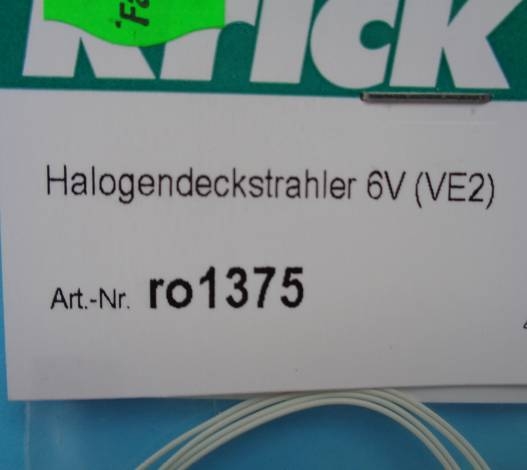 Krick
Halogendeckstrahler 6V (VE2)
Art.-Nr. ro1375